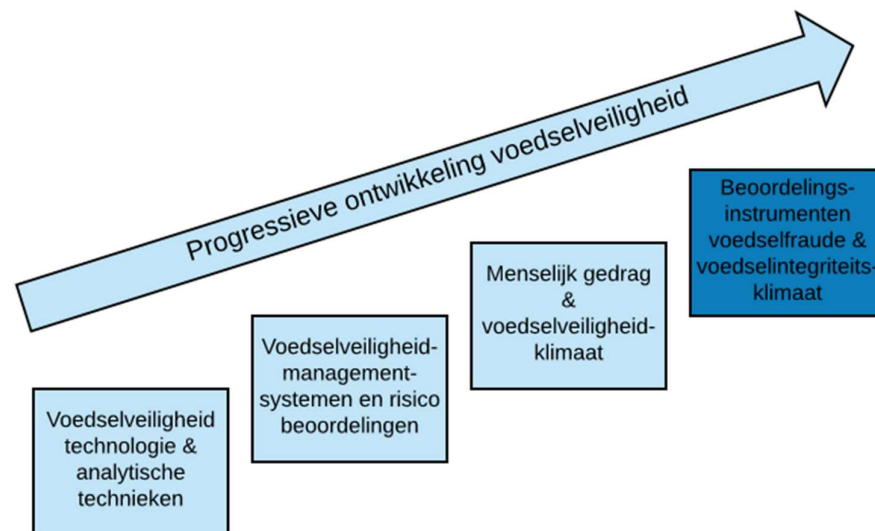 Progressieve ontwikkeling voedselveiligheid
Voedselveiligheid
technologie &
analytische
technieken
Voedselveiligheid-
management-
systemen en risico
beoordelingen
Menselijk gedrag
&
voedselveiligheid-
klimaat
Beoordelings-
instrumenten
voedselfraude &
voedselintegriteits-
klimaat